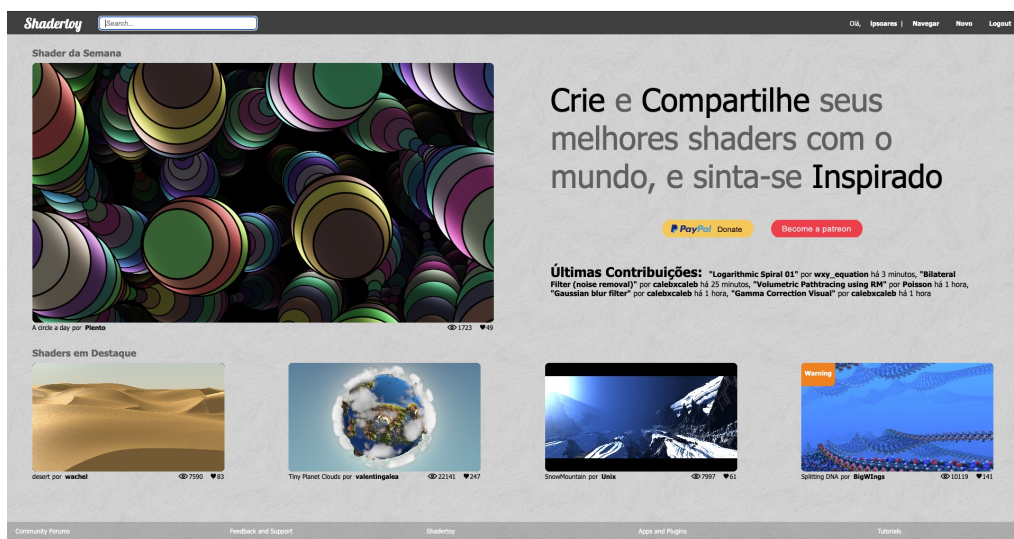 Shadertoy Search... Olá, Ipsoares | Navegar Novo Logout
Shader da Semana
Crie e Compartilhe seus
melhores shaders com o
mundo, e sinta-se Inspirado
PayPal Donate Become a patreon
Últimas Contribuições: "Logarithmic Spiral 01" por wxy_equation há 3 minutos, "Bilateral
Filter (noise removal)" por calebxcaleb há 25 minutos, "Volumetric Pathtracing using RM" por Poisson há 1 hora,
"Gaussian blur filter" por calebxcaleb há 1 hora, "Gamma Correction Visual" por calebxcaleb há 1 hora
A circle a day por Plento 1723 49
Shaders em Destaque
Warning
desert por wachel 7590 83
Tiny Planet Clouds por valentingalea 22141 247
SnowMountain por Unix 7997 61
Splitting DNA por BigWIngs 10119 141
Community Forums Feedback and Support Shadertoy Apps and Plugins Tutorials